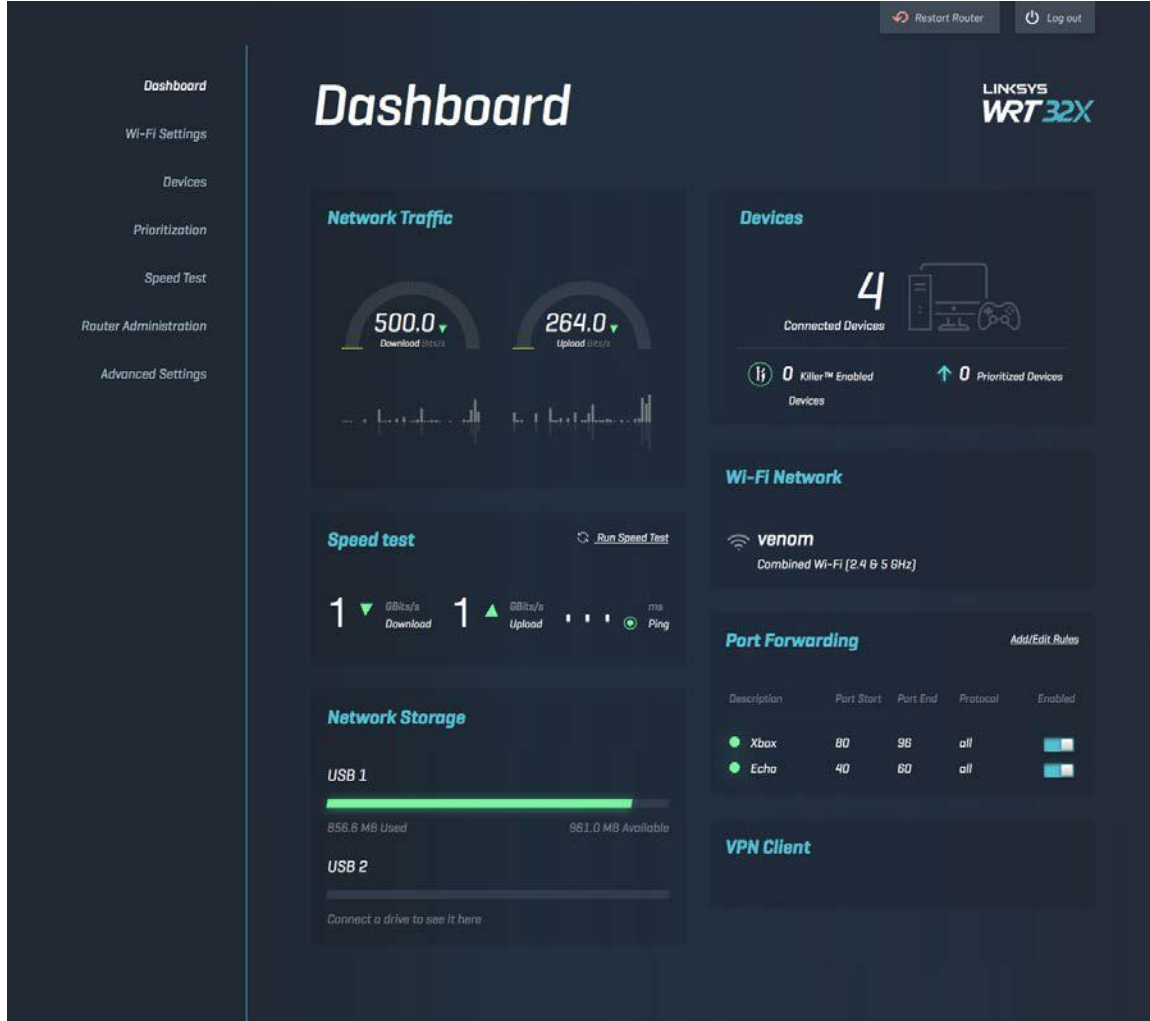 Restart Router
Log out
Dashboard
Wi-Fi Settings
Devices
Prioritization
Speed Test
Router Administration
Advanced Settings
Dashboard
LINKSYS
WRT 32X
Network Traffic
500.0
Download Bits/s
264.0
Upload Bits/s
Devices
4
Connected Devices
0 Killer™ Enabled
Devices
0 Prioritized Devices
Wi-Fi Network
venom
Combined Wi-Fi (2.4 & 5 GHz)
Speed test
Run Speed Test
1 GBits/s
Download
1 GBits/s
Upload
ms
Ping
Port Forwarding
Add/Edit Rules
Description Port Start Port End Protocol Enabled
Xbox 80 96 all
Echo 40 60 all
Network Storage
USB 1
856.6 MB Used 961.0 MB Available
USB 2
Connect a drive to see it here
VPN Client